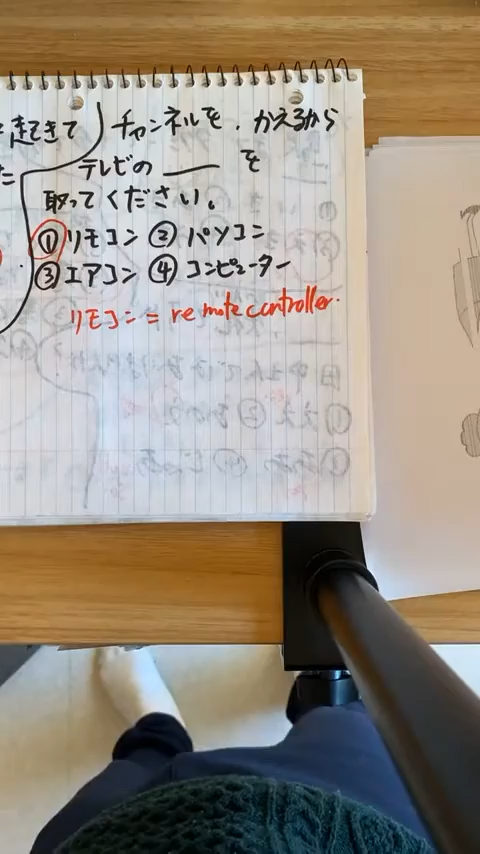 起きて
た
チャンネルを、かえるから
テレビの ____ を
取ってください。
①リモコン ②パソコン
③エアコン ④コンピューター
リモコン = remote controller.